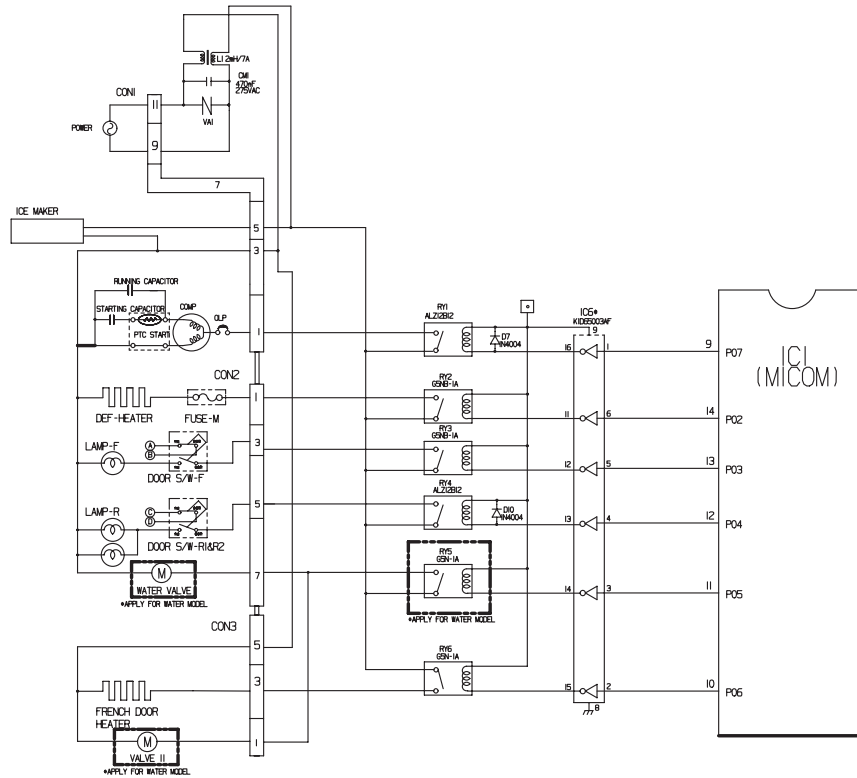 L1 2mH/7A
CM1
470nF
275VAC
CON1
11
VA1
POWER
9
7
ICE MAKER
5
3
RUNNING CAPACITOR
STARTING CAPACITOR
COMP
OLP
PTC START
1
RY1
ALZ12B12
D7
1N4004
IC6*
KID65003AF
9
16
1
9
P07
IC1
(MICOM)
CON2
1
DEF-HEATER
FUSE-M
RY2
G5NB-1A
11
6
14
P02
LAMP-F
A
B
DOOR S/W-F
3
RY3
G5NB-1A
12
5
13
P03
LAMP-R
C
D
DOOR S/W-R1&R2
5
RY4
ALZ12B12
D10
1N4004
13
4
12
P04
M
WATER VALVE
*APPLY FOR WATER MODEL
7
RY5
G5N-1A
*APPLY FOR WATER MODEL
14
3
11
P05
CON3
5
RY6
G5N-1A
3
15
2
10
P06
8
FRENCH DOOR
HEATER
1
M
VALVE II
*APPLY FOR WATER MODEL